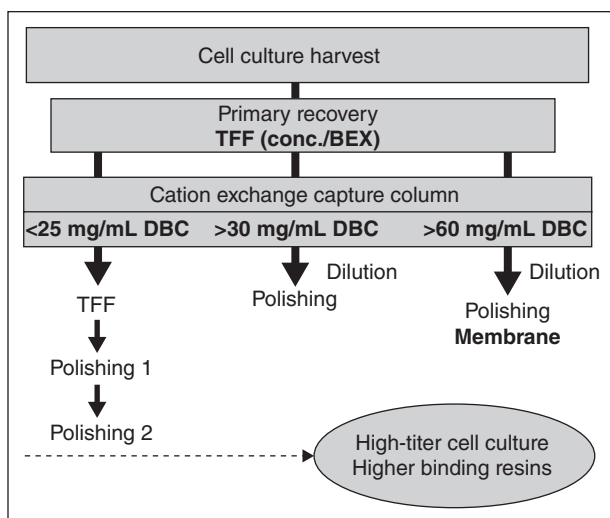 Cell culture harvest
Primary recovery
TFF (conc./BEX)
Cation exchange capture column
<25 mg/mL DBC >30 mg/mL DBC >60 mg/mL DBC
Dilution Dilution
TFF Polishing Polishing
Membrane
Polishing 1
Polishing 2
High-titer cell culture
Higher binding resins